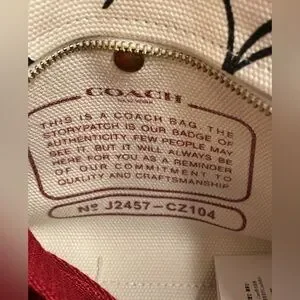 COACH
NEW YORK
THIS IS A COACH BAG. THE
STORYPATCH IS OUR BADGE OF
AUTHENTICITY. FEW PEOPLE MAY
SEE IT, BUT IT WILL ALWAYS BE
HERE FOR YOU AS A REMINDER
OF OUR COMMITMENT TO
QUALITY AND CRAFTSMANSHIP.
Nº J2457-CZ104